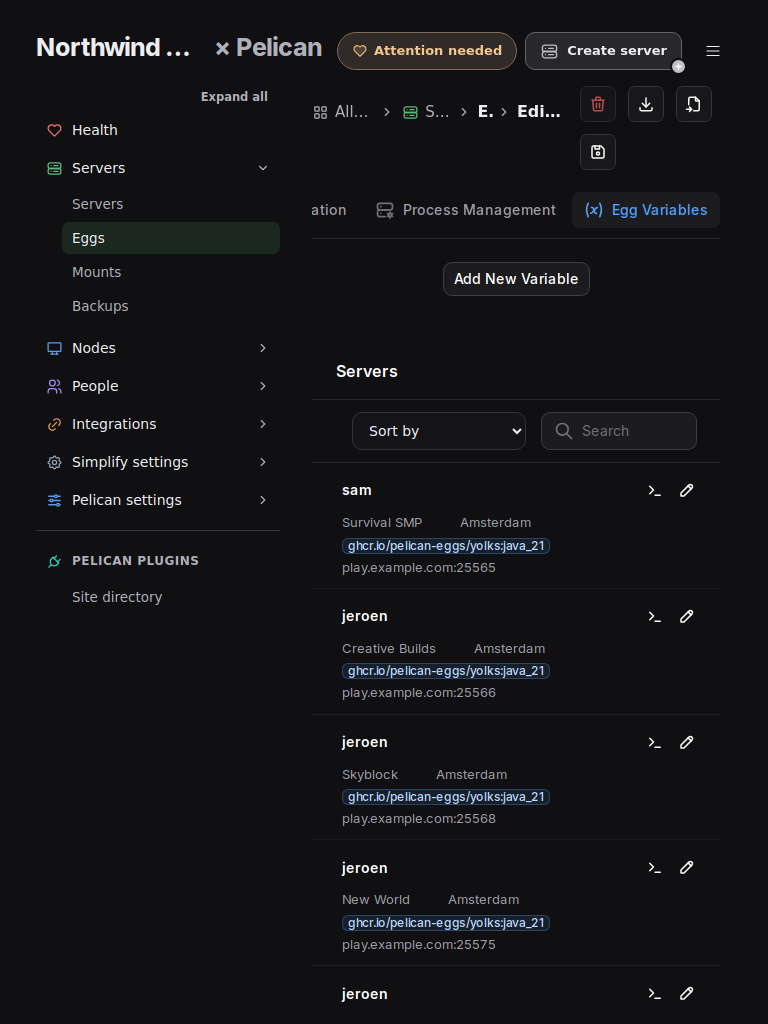 Northwind ... × Pelican
Attention needed
Create server
Expand all
Health
Servers
Servers
Eggs
Mounts
Backups
Nodes
People
Integrations
Simplify settings
Pelican settings
PELICAN PLUGINS
Site directory
All... > S... > E. > Edi...
ation
Process Management
Egg Variables
Add New Variable
Servers
Sort by
Search
sam
Survival SMP Amsterdam
ghcr.io/pelican-eggs/yolks:java_21
play.example.com:25565
jeroen
Creative Builds Amsterdam
ghcr.io/pelican-eggs/yolks:java_21
play.example.com:25566
jeroen
Skyblock Amsterdam
ghcr.io/pelican-eggs/yolks:java_21
play.example.com:25568
jeroen
New World Amsterdam
ghcr.io/pelican-eggs/yolks:java_21
play.example.com:25575
jeroen